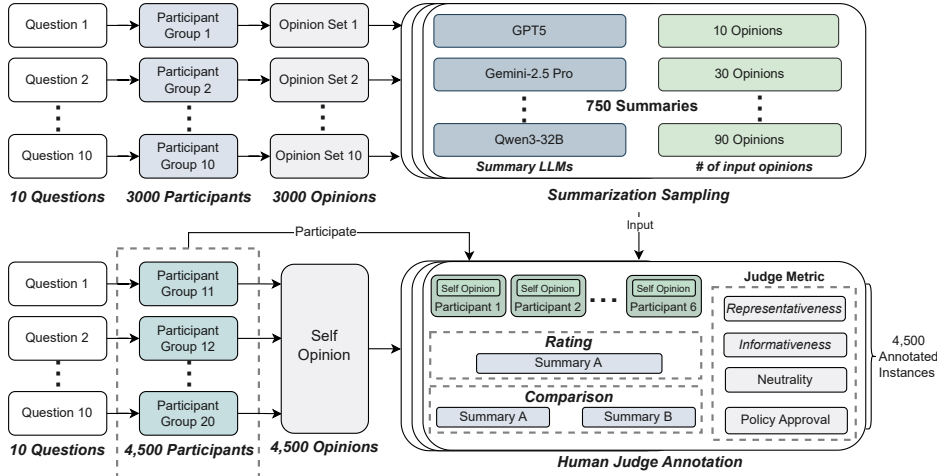 Question 1
Participant
Group 1
Opinion Set 1
GPT5
10 Opinions
Question 2
Participant
Group 2
Opinion Set 2
Gemini-2.5 Pro
30 Opinions
750 Summaries
Question 10
Participant
Group 10
Opinion Set 10
Qwen3-32B
90 Opinions
Summary LLMs
# of input opinions
10 Questions
3000 Participants
3000 Opinions
Summarization Sampling
Participate
Input
Question 1
Participant
Group 11
Question 2
Participant
Group 12
Question 10
Participant
Group 20
Self
Opinion
10 Questions
4,500 Participants
4,500 Opinions
Self Opinion
Participant 1
Self Opinion
Participant 2
Self Opinion
Participant 6
Rating
Summary A
Comparison
Summary A
Summary B
Judge Metric
Representativeness
Informativeness
Neutrality
Policy Approval
Human Judge Annotation
4,500
Annotated
Instances